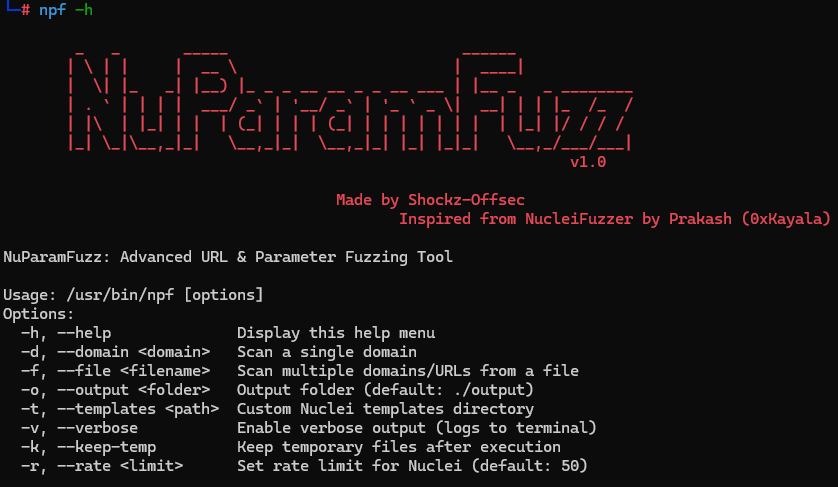 └─# npf -h
NuParamFuzz
v1.0
Made by Shockz-Offsec
Inspired from NucleiFuzzer by Prakash (0xKayala)
NuParamFuzz: Advanced URL & Parameter Fuzzing Tool
Usage: /usr/bin/npf [options]
Options:
-h, --help Display this help menu
-d, --domain <domain> Scan a single domain
-f, --file <filename> Scan multiple domains/URLs from a file
-o, --output <folder> Output folder (default: ./output)
-t, --templates <path> Custom Nuclei templates directory
-v, --verbose Enable verbose output (logs to terminal)
-k, --keep-temp Keep temporary files after execution
-r, --rate <limit> Set rate limit for Nuclei (default: 50)